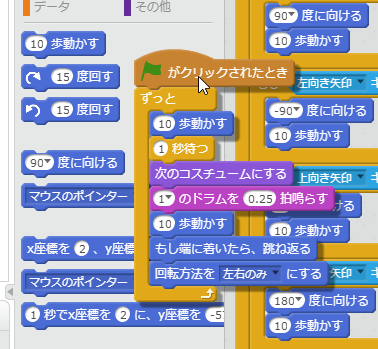 データ
その他
10 歩動かす
15 度回す
15 度回す
90 度に向ける
マウスのポインター
x座標を 2 、y座標
マウスのポインター
1 秒でx座標を 2 に、y座標を -5
がクリックされたとき
ずっと
10 歩動かす
1 秒待つ
次のコスチュームにする
1 のドラムを 0.25 拍鳴らす
10 歩動かす
もし端に着いたら、跳ね返る
回転方法を 左右のみ にする
90 度に向ける
10 歩動かす
左向き矢印
-90 度に向ける
10 歩動かす
上向き矢印
に向ける
10 歩動かす
矢印
180 度に向ける
10 歩動かす